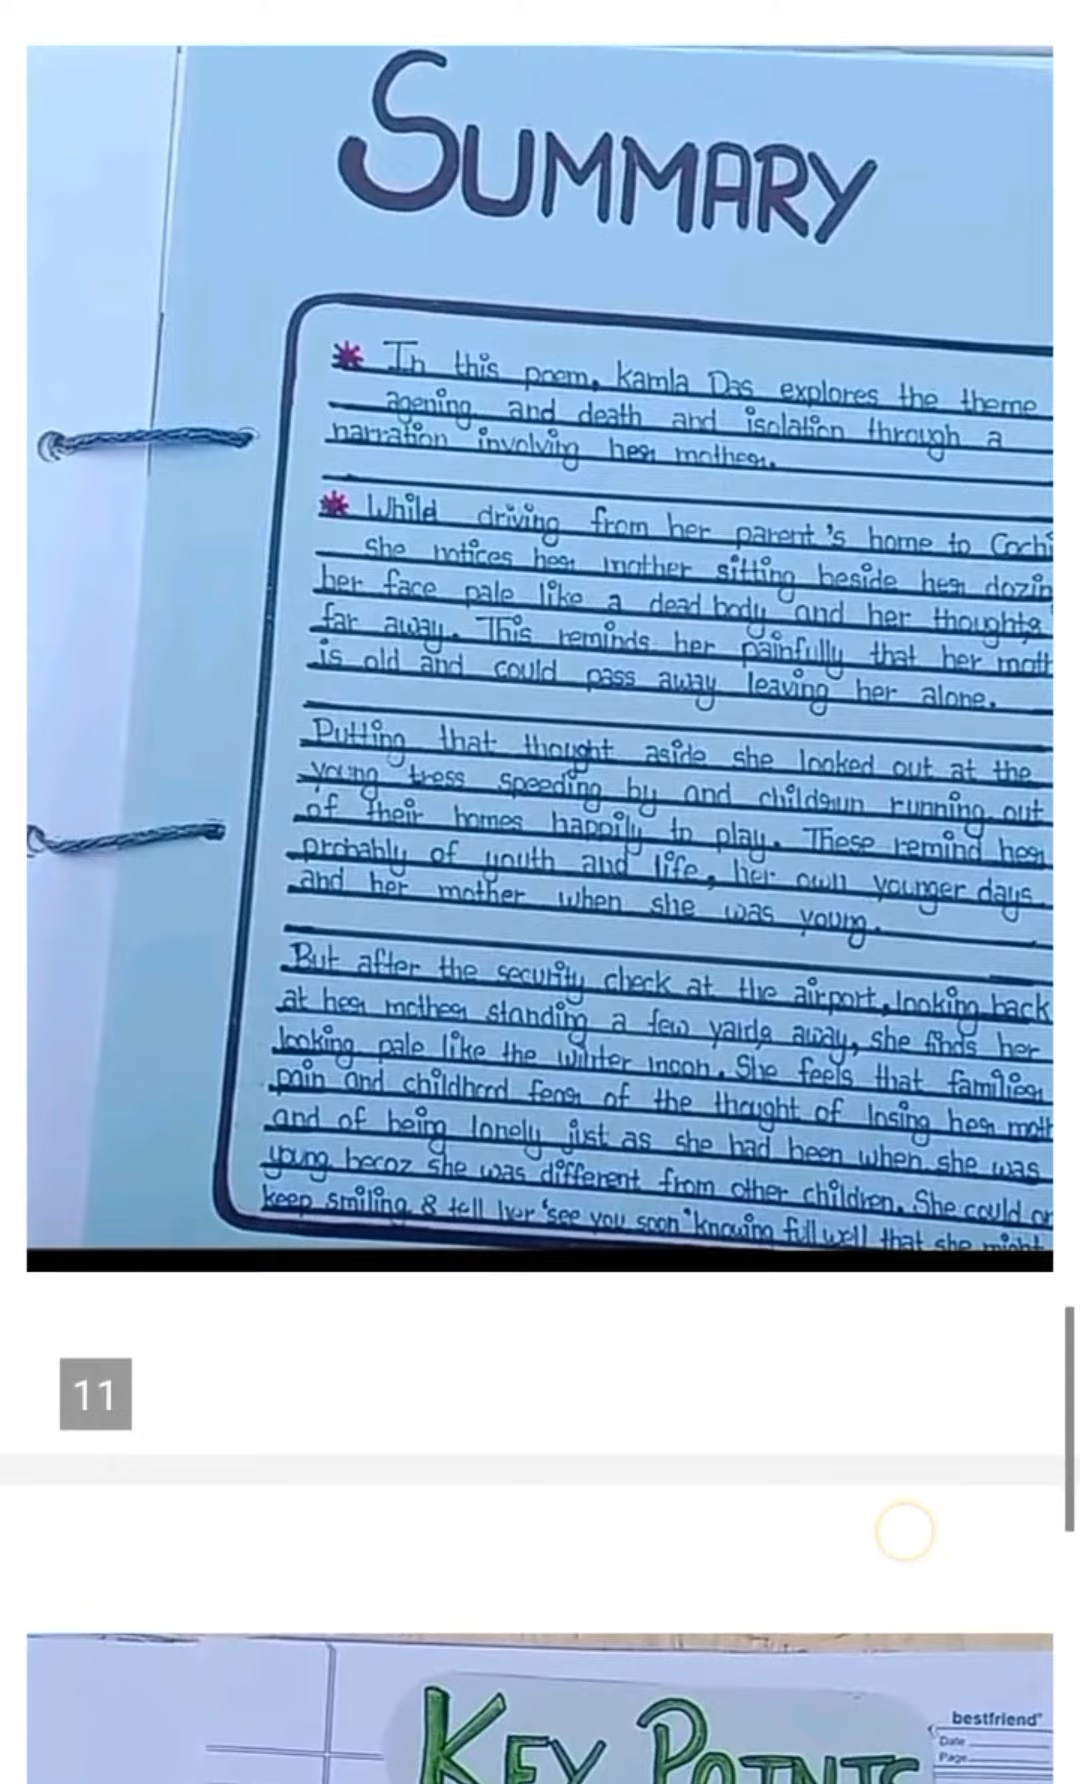 SUMMARY
* In this poem, kamla Das explores the theme
agening and death and isolation through a
narration involving her mother.
* Whild driving from her parent's home to Cochi
she notices her mother sitting beside her dozin
her face pale like a dead body and her thoughts
far away. This reminds her painfully that her moth
is old and could pass away leaving her alone.
Putting that thought aside she looked out at the
young tress speeding by and childrun running out
of their homes happily to play. These remind her
probably of youth and life, her own younger days
and her mother when she was young.
But after the security check at the airport, looking back
at her mother standing a few yards away, she finds her
looking pale like the winter moon. She feels that families
pain and childhood fear of the thought of losing her moth
and of being lonely just as she had been when she was
young becoz she was different from other children. She could on
keep smiling & tell her 'see you soon' knowing full well that she might
11
KEY POINTS
bestfriend
Date
Page